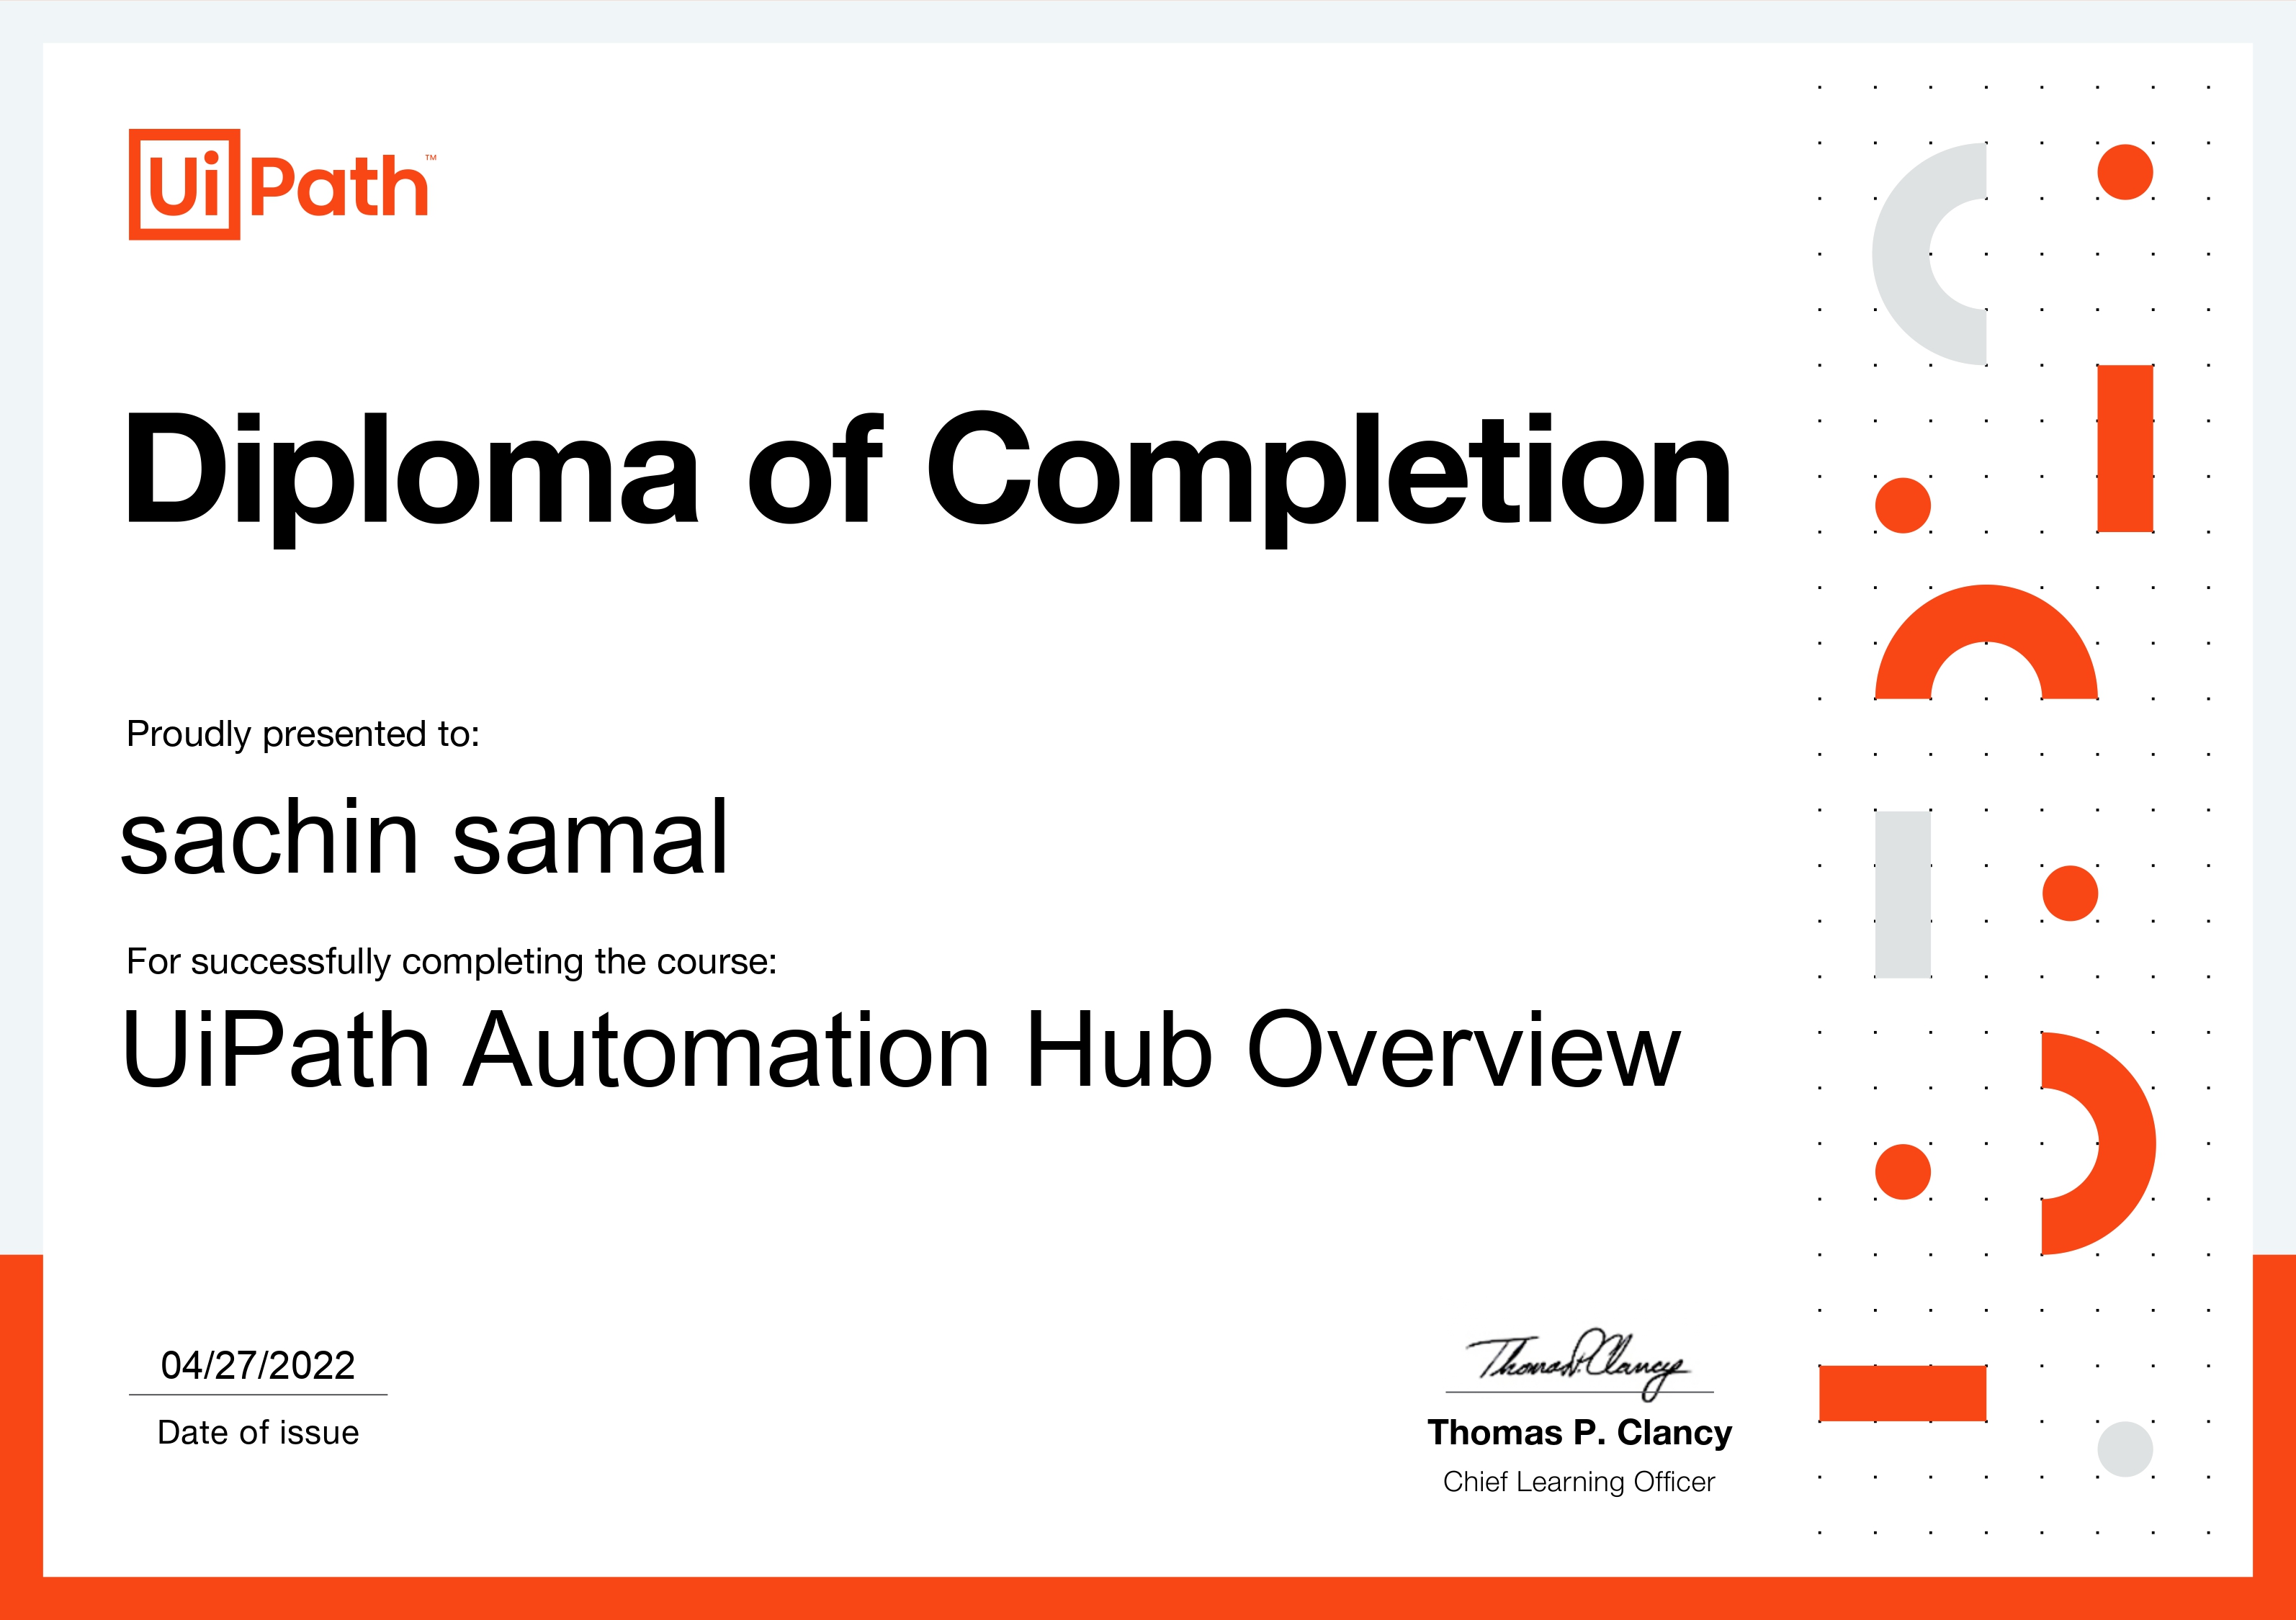 UiPath™
Diploma of Completion
Proudly presented to:
sachin samal
For successfully completing the course:
UiPath Automation Hub Overview
04/27/2022
Date of issue
Thomas P. Clancy
Thomas P. Clancy
Chief Learning Officer